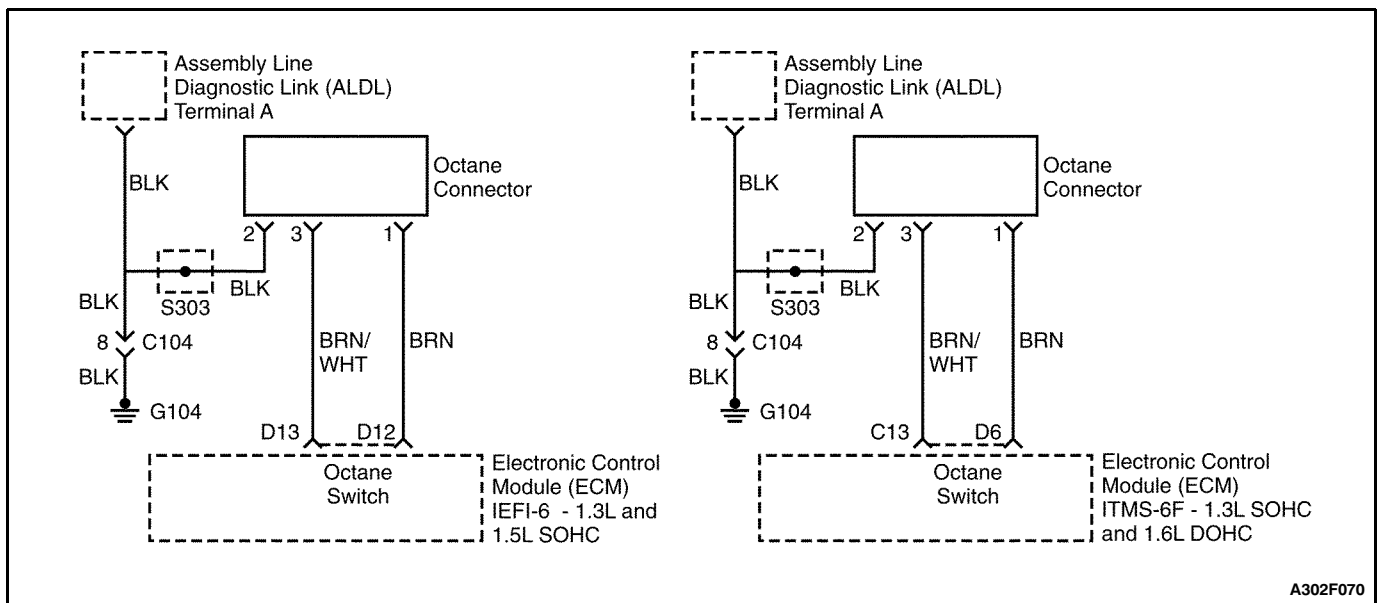 Assembly Line
Diagnostic Link (ALDL)
Terminal A
BLK
Octane
Connector
2
3
1
BLK
S303
BLK
8
C104
BRN/
WHT
BRN
BLK
G104
D13
D12
Octane
Switch
Electronic Control
Module (ECM)
IEFI-6 - 1.3L and
1.5L SOHC
Assembly Line
Diagnostic Link (ALDL)
Terminal A
BLK
Octane
Connector
2
3
1
BLK
S303
BLK
8
C104
BRN/
WHT
BRN
BLK
G104
C13
D6
Octane
Switch
Electronic Control
Module (ECM)
ITMS-6F - 1.3L SOHC
and 1.6L DOHC
A302F070